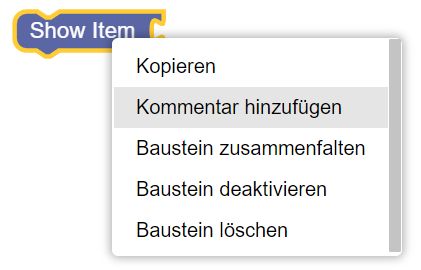 Show Item
Kopieren
Kommentar hinzufügen
Baustein zusammenfalten
Baustein deaktivieren
Baustein löschen